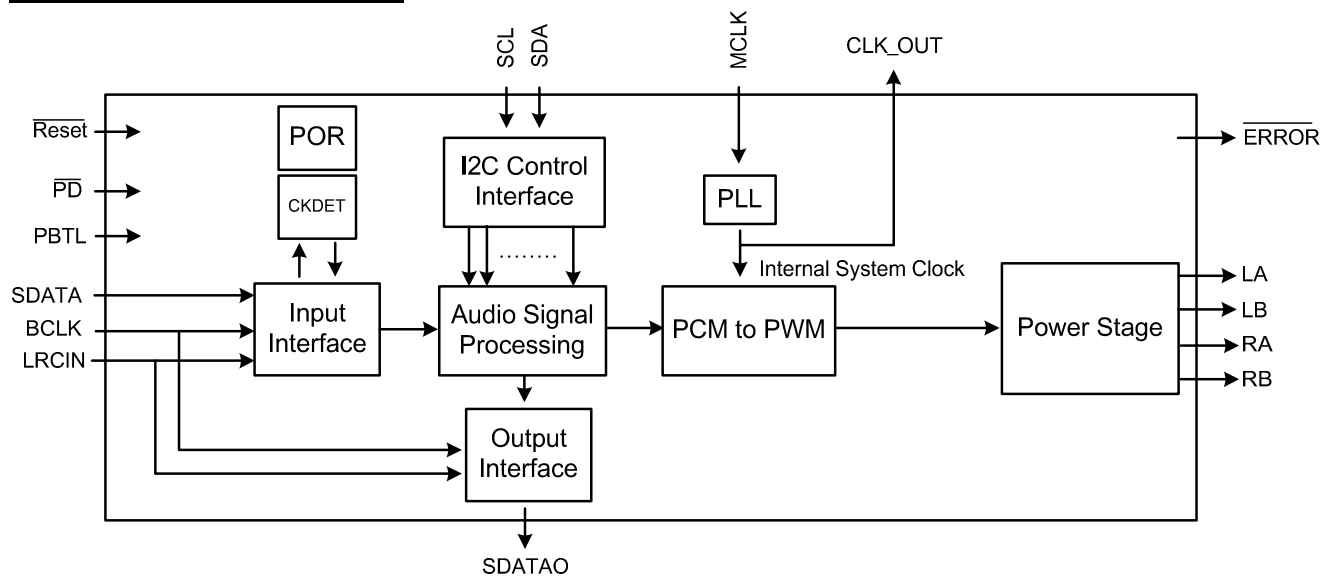 SCL
SDA
MCLK
CLK_OUT
Reset
POR
I2C Control
Interface
ERROR
PD
CKDET
PLL
PBTL
........
Internal System Clock
SDATA
BCLK
LRCIN
Input
Interface
Audio Signal
Processing
PCM to PWM
Power Stage
LA
LB
RA
RB
Output
Interface
SDATAO